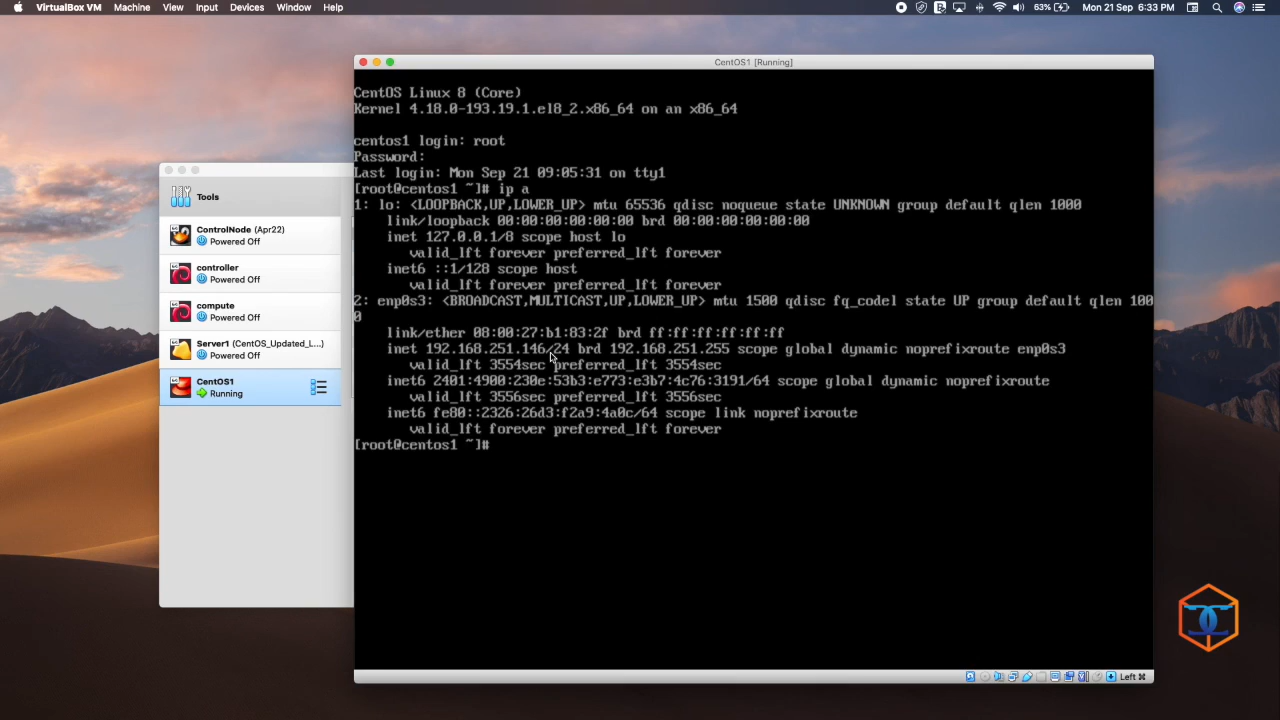 VirtualBox VM Machine View Input Devices Window Help
63% Mon 21 Sep 6:33 PM
CentOS1 [Running]
Tools
ControlNode (Apr22)
Powered Off
controller
Powered Off
compute
Powered Off
Server1 (CentOS_Updated_L...)
Powered Off
CentOS1
Running
CentOS Linux 8 (Core)
Kernel 4.18.0-193.19.1.el8_2.x86_64 on an x86_64
centos1 login: root
Password:
Last login: Mon Sep 21 09:05:31 on tty1
[root@centos1 ~]# ip a
1: lo: <LOOPBACK,UP,LOWER_UP> mtu 65536 qdisc noqueue state UNKNOWN group default qlen 1000
link/loopback 00:00:00:00:00:00 brd 00:00:00:00:00:00
inet 127.0.0.1/8 scope host lo
valid_lft forever preferred_lft forever
inet6 ::1/128 scope host
valid_lft forever preferred_lft forever
2: enp0s3: <BROADCAST,MULTICAST,UP,LOWER_UP> mtu 1500 qdisc fq_codel state UP group default qlen 100
0
link/ether 08:00:27:b1:83:2f brd ff:ff:ff:ff:ff:ff
inet 192.168.251.146/24 brd 192.168.251.255 scope global dynamic noprefixroute enp0s3
valid_lft 3554sec preferred_lft 3554sec
inet6 2401:4900:230e:53b3:e773:e3b7:4c76:3191/64 scope global dynamic noprefixroute
valid_lft 3556sec preferred_lft 3556sec
inet6 fe80::2326:26d3:f2a9:4a0c/64 scope link noprefixroute
valid_lft forever preferred_lft forever
[root@centos1 ~]#
Left ⌘